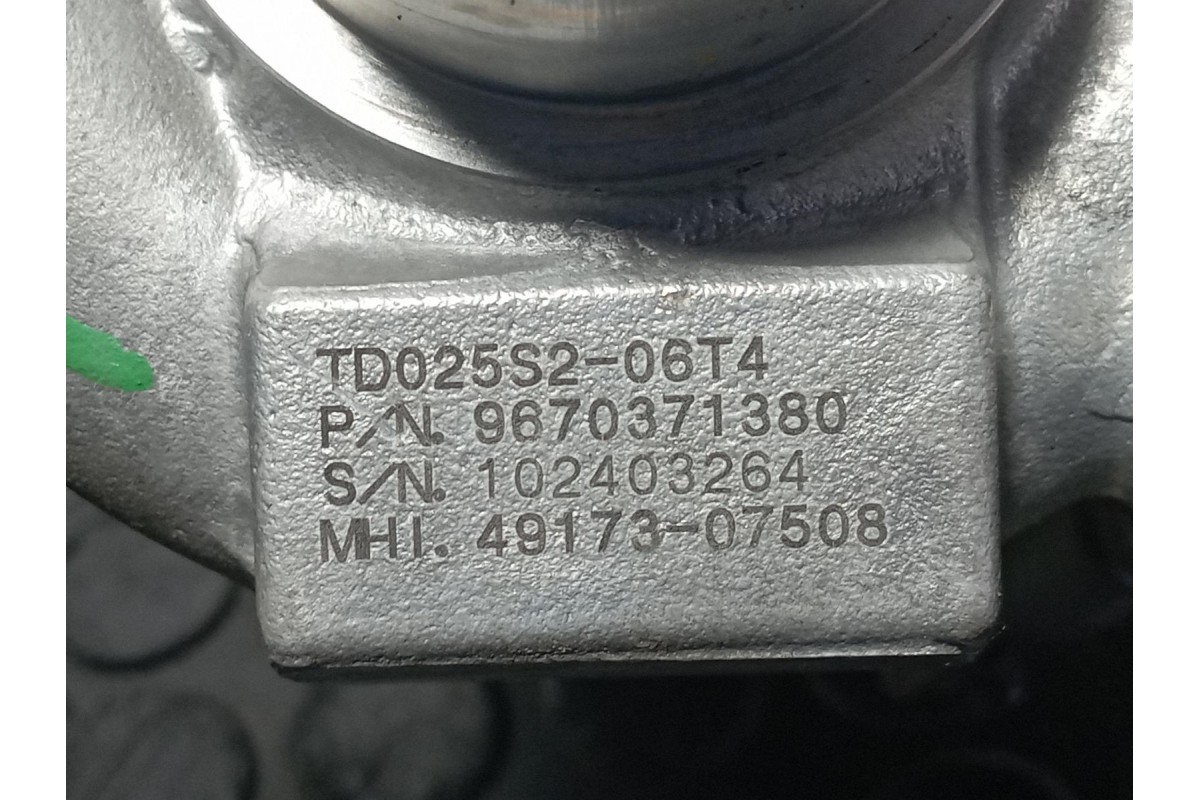 TD025S2-06T4
P/N. 9670371380
S/N. 102403264
MHI. 49173-07508